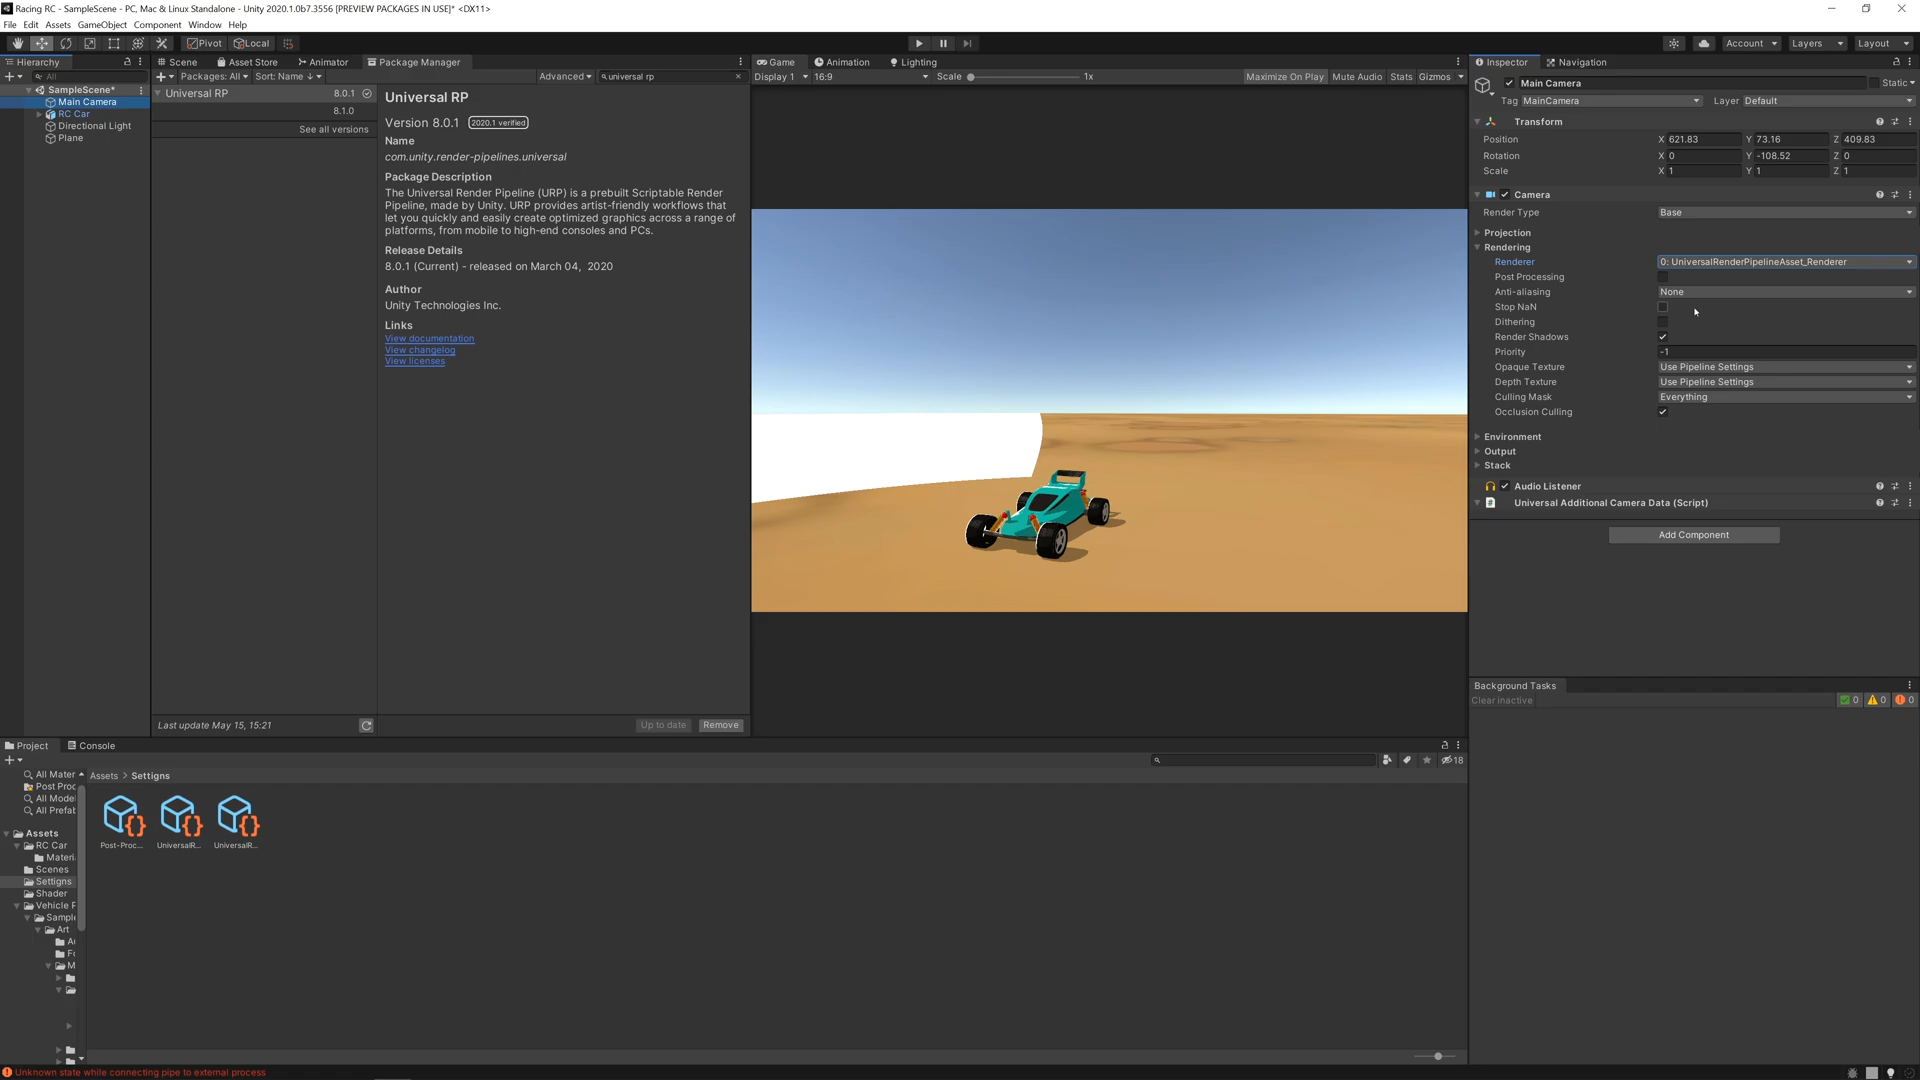 Racing RC - SampleScene - PC, Mac & Linux Standalone - Unity 2020.1.0b7.3556 [PREVIEW PACKAGES IN USE]* <DX11>
File Edit Assets GameObject Component Window Help
Pivot Local Account Layers Layout
Hierarchy
All
SampleScene*
Main Camera
RC Car
Directional Light
Plane
Scene Asset Store Animator Package Manager
Packages: All Sort: Name ↓ Advanced universal rp
Universal RP 8.0.1
8.1.0
See all versions
Last update May 15, 15:21
Universal RP
Version 8.0.1 2020.1 verified
Name
com.unity.render-pipelines.universal
Package Description
The Universal Render Pipeline (URP) is a prebuilt Scriptable Render
Pipeline, made by Unity. URP provides artist-friendly workflows that
let you quickly and easily create optimized graphics across a range of
platforms, from mobile to high-end consoles and PCs.
Release Details
8.0.1 (Current) - released on March 04, 2020
Author
Unity Technologies Inc.
Links
View documentation
View changelog
View licenses
Up to date Remove
Game Animation Lighting
Display 1 16:9 Scale 1x Maximize On Play Mute Audio Stats Gizmos
Inspector Navigation
Main Camera Static
Tag MainCamera Layer Default
Transform
Position X 621.83 Y 73.16 Z 409.83
Rotation X 0 Y -108.52 Z 0
Scale X 1 Y 1 Z 1
Camera
Render Type Base
Projection
Rendering
Renderer 0: UniversalRenderPipelineAsset_Renderer
Post Processing
Anti-aliasing None
Stop NaN
Dithering
Render Shadows
Priority -1
Opaque Texture Use Pipeline Settings
Depth Texture Use Pipeline Settings
Culling Mask Everything
Occlusion Culling
Environment
Output
Stack
Audio Listener
Universal Additional Camera Data (Script)
Add Component
Background Tasks
Clear inactive 0 0 0
Project Console
18
All Mater
Post Proc
All Mode
All Prefab
Assets
RC Car
Materi
Scenes
Settigns
Shader
Vehicle P
Sample
Art
M
Assets > Settigns
Post-Proc... UniversalR... UniversalR...
Unknown state while connecting pipe to external process